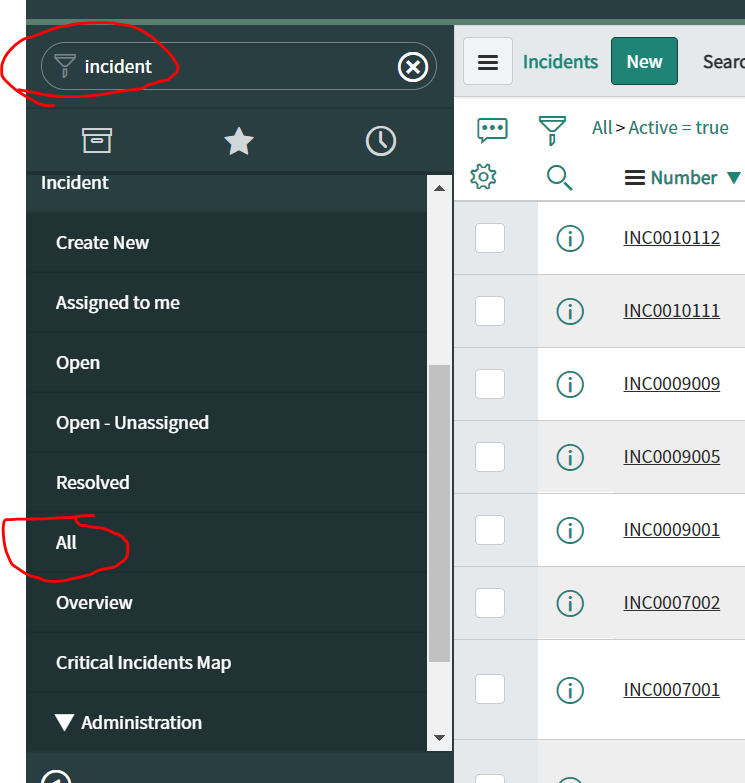 incident
Incident
Create New
Assigned to me
Open
Open - Unassigned
Resolved
All
Overview
Critical Incidents Map
Administration
Incidents New Searc
All > Active = true
Number
INC0010112
INC0010111
INC0009009
INC0009005
INC0009001
INC0007002
INC0007001